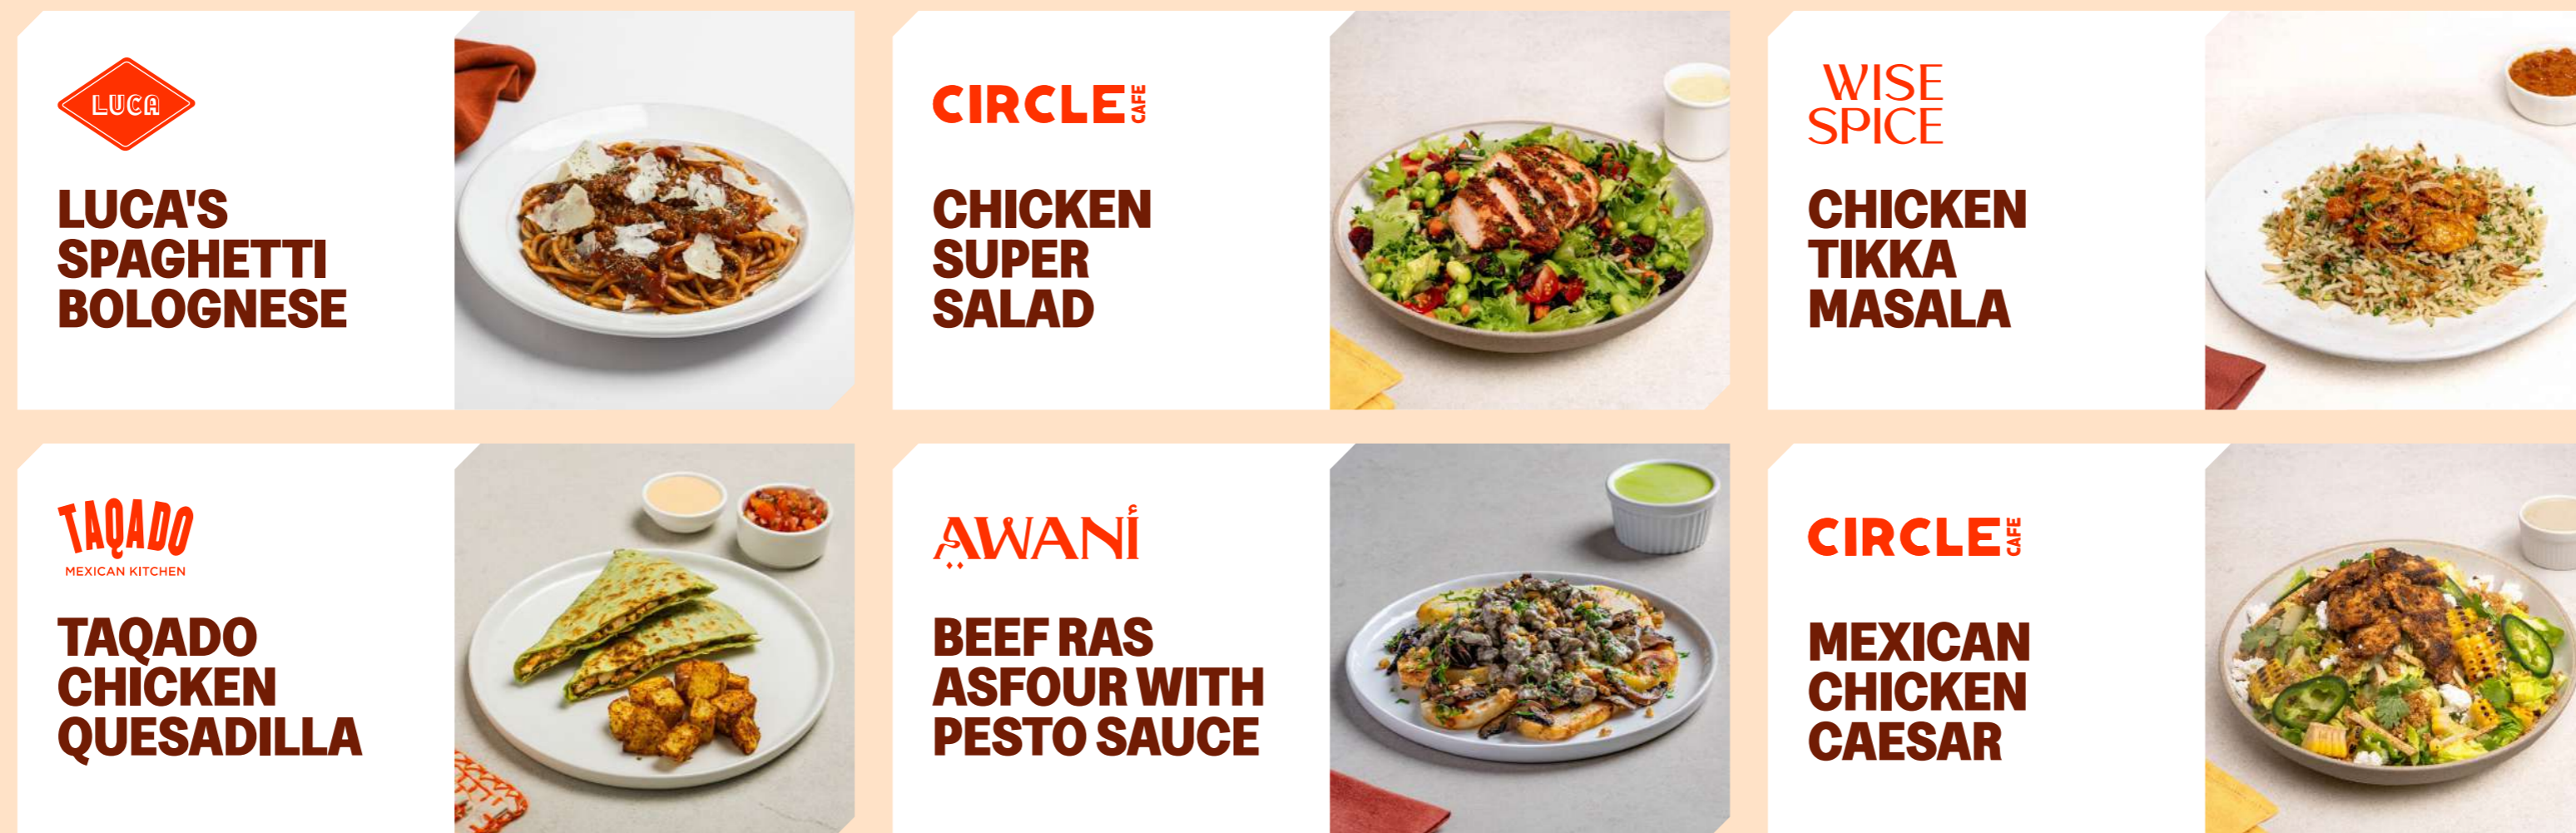 LUCA
LUCA'S
SPAGHETTI
BOLOGNESE
CIRCLE CAFE
CHICKEN
SUPER
SALAD
WISE
SPICE
CHICKEN
TIKKA
MASALA
TAQADO
MEXICAN KITCHEN
TAQADO
CHICKEN
QUESADILLA
AWANI
BEEF RAS
ASFOUR WITH
PESTO SAUCE
CIRCLE CAFE
MEXICAN
CHICKEN
CAESAR